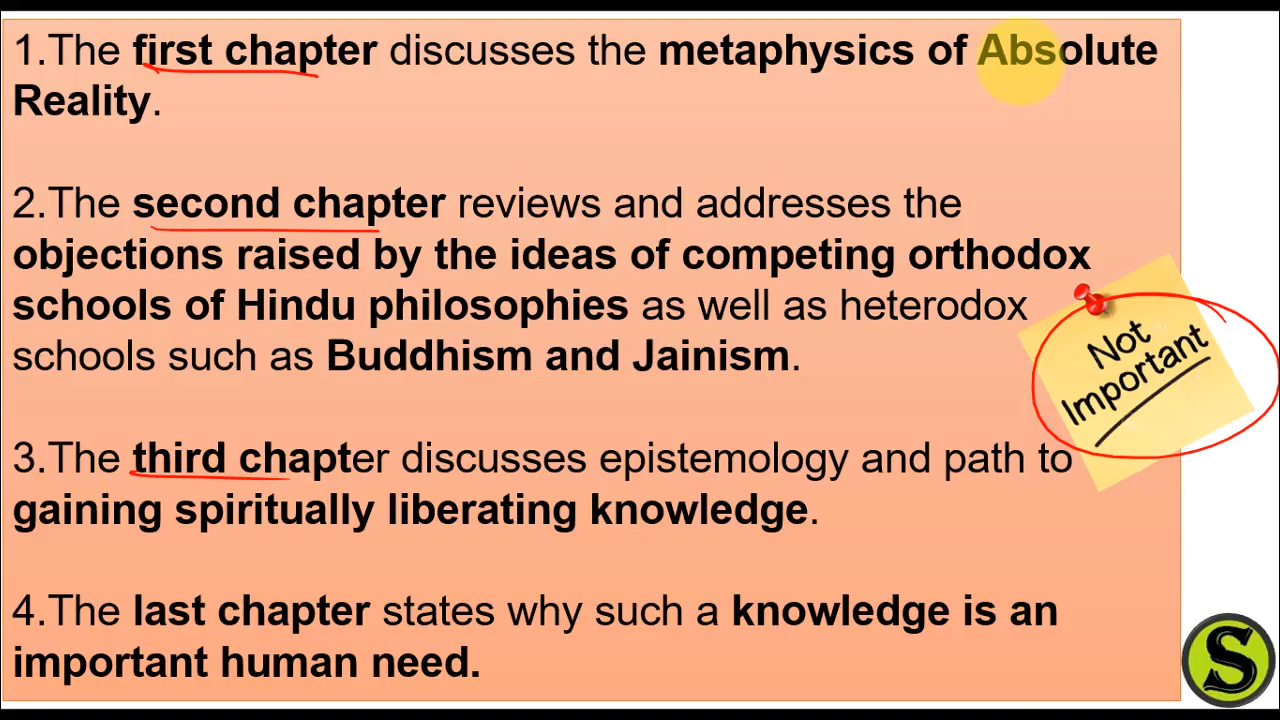 1.The first chapter discusses the metaphysics of Absolute
Reality.
2.The second chapter reviews and addresses the
objections raised by the ideas of competing orthodox
schools of Hindu philosophies as well as heterodox
schools such as Buddhism and Jainism.
Not
Important
3.The third chapter discusses epistemology and path to
gaining spiritually liberating knowledge.
4.The last chapter states why such a knowledge is an
important human need.
S